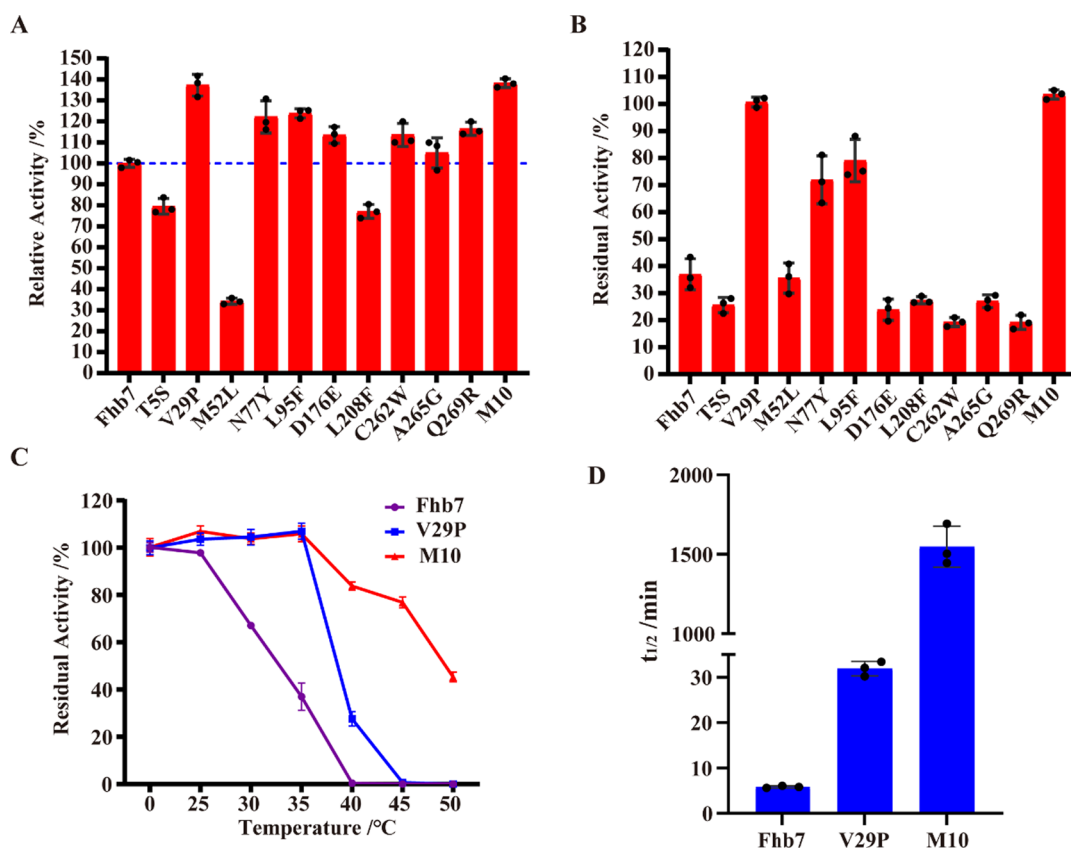 A
Relative Activity /%
150
140
130
120
110
100
90
80
70
60
50
40
30
20
10
0
Fhb7 T5S V29P M52L N77Y L95F D176E L208F C262W A265G Q269R M10
B
Residual Activity /%
120
110
100
90
80
70
60
50
40
30
20
10
0
Fhb7 T5S V29P M52L N77Y L95F D176E L208F C262W A265G Q269R M10
C
Residual Activity /%
120
100
80
60
40
20
0
Fhb7
V29P
M10
0 25 30 35 40 45 50
Temperature /°C
D
t1/2 /min
2000
1500
1000
30
20
10
0
Fhb7 V29P M10